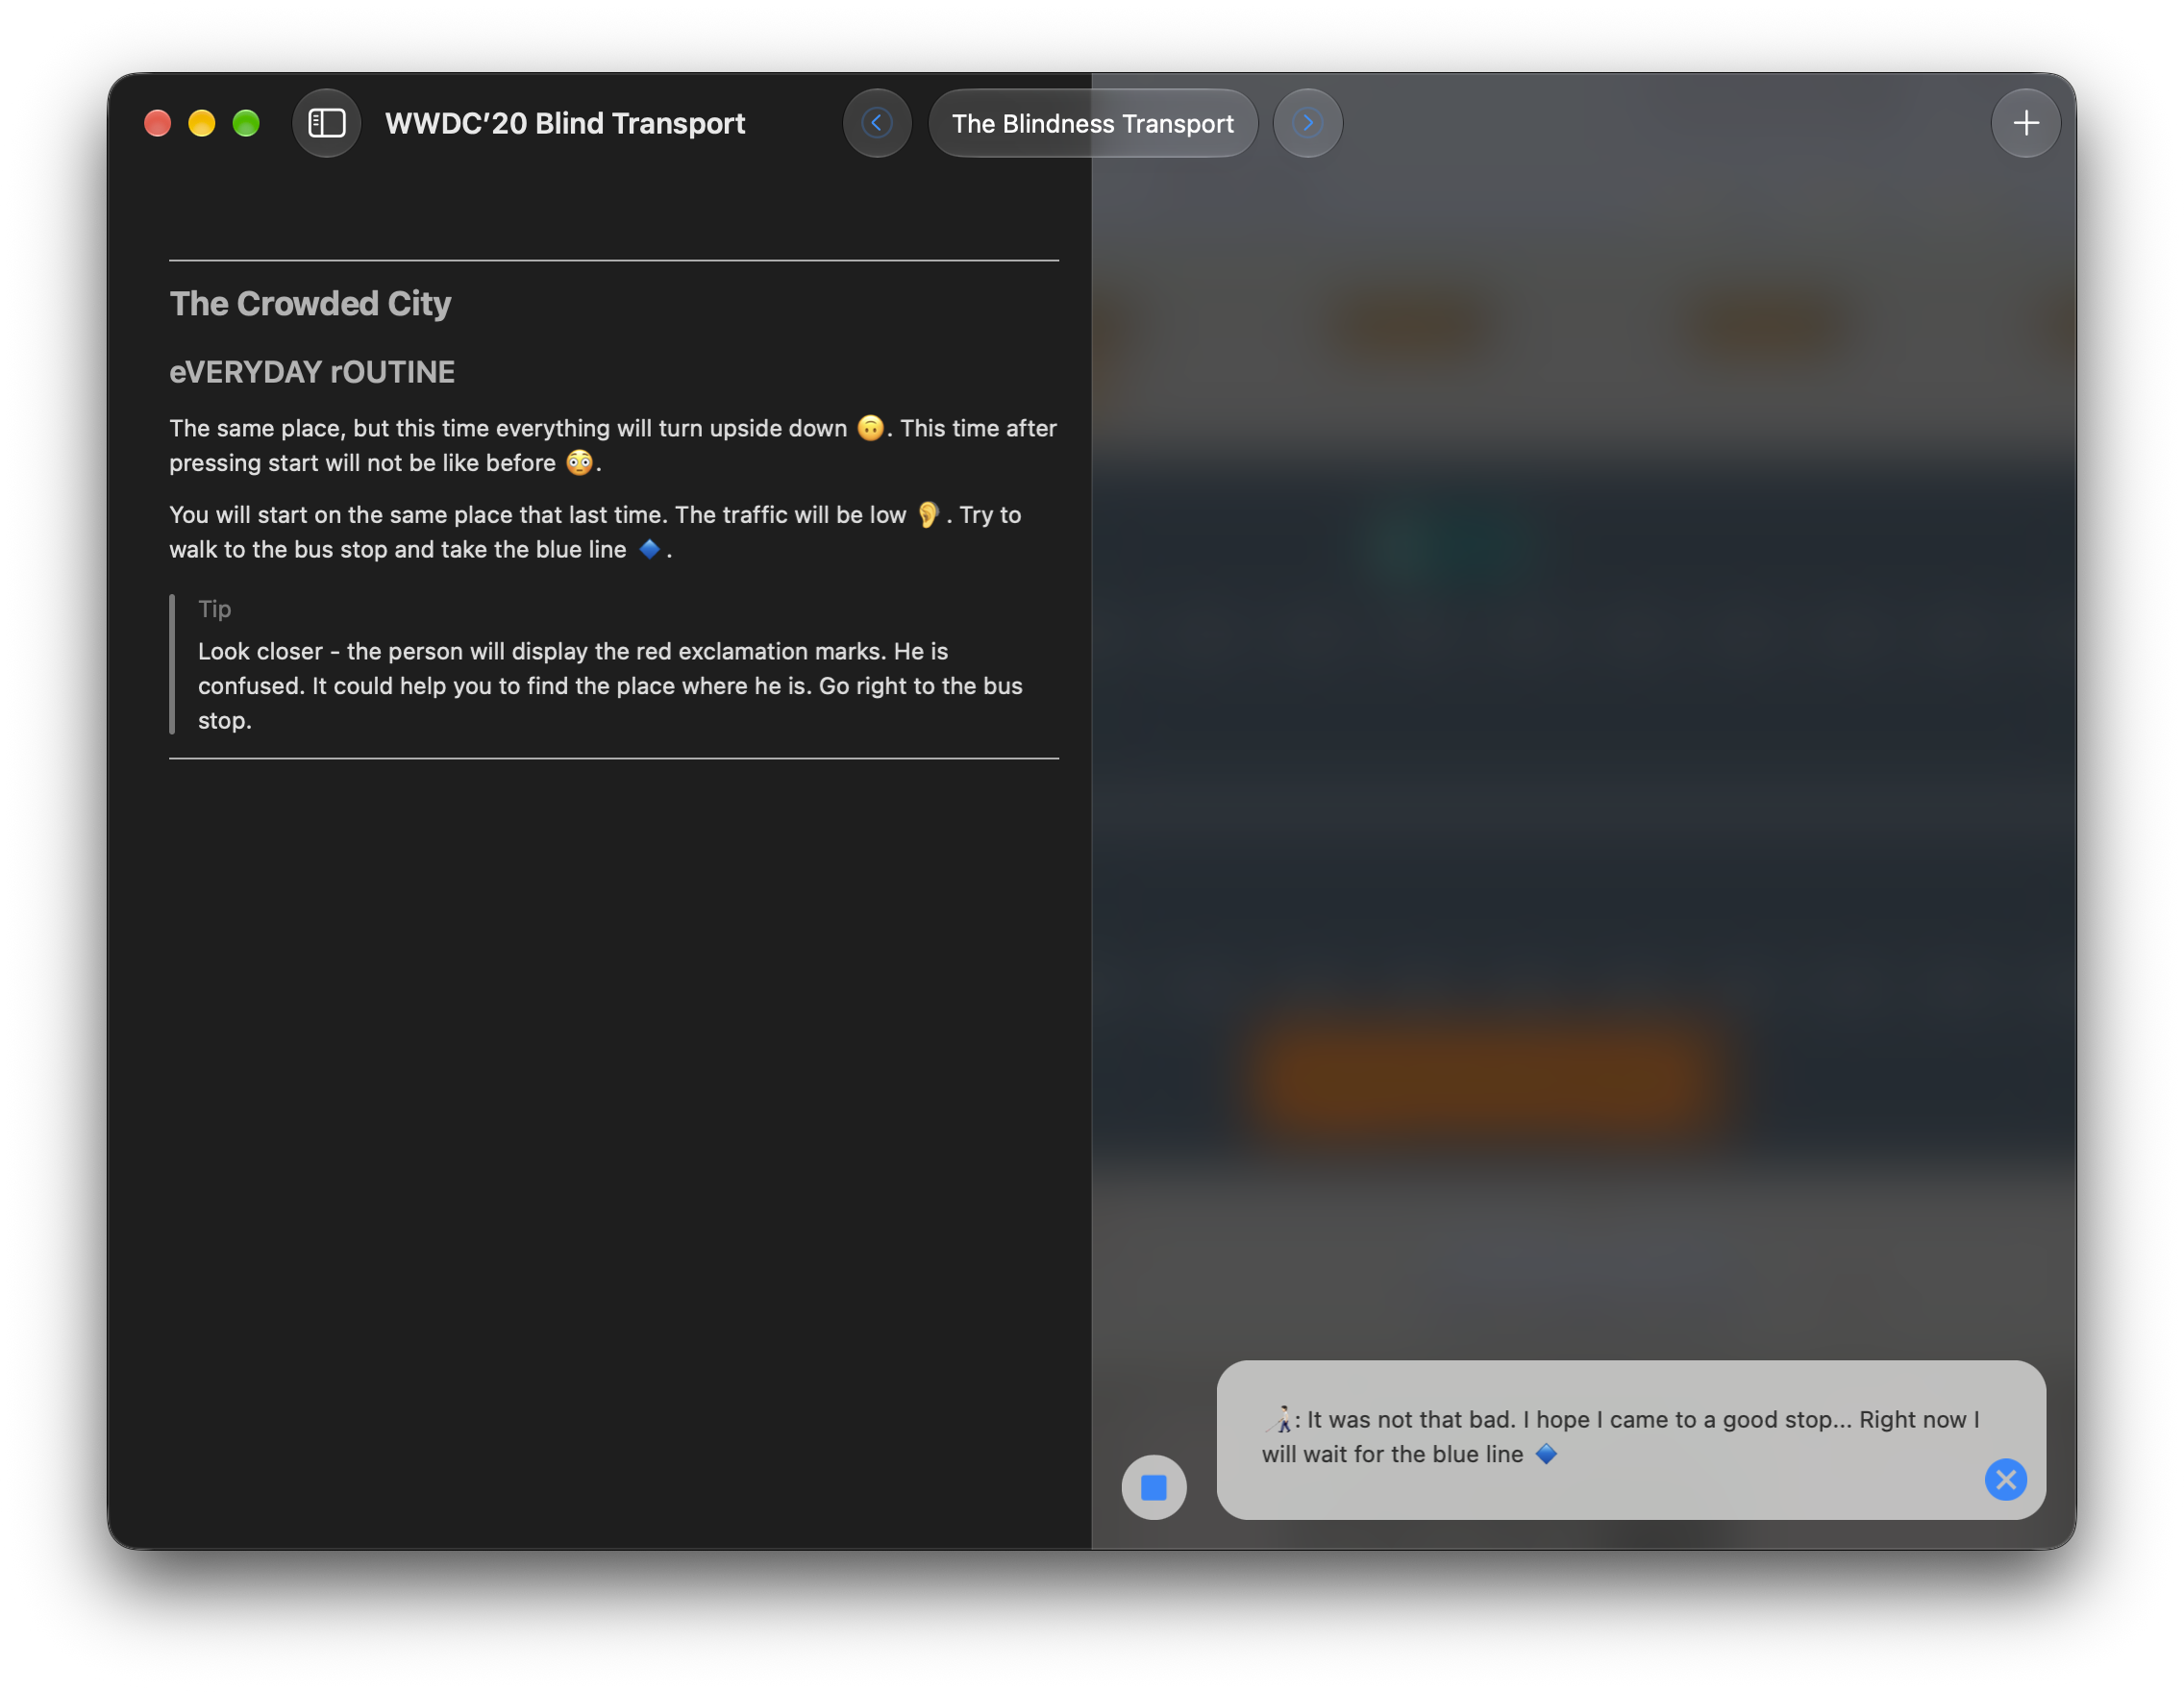 WWDC’20 Blind Transport
The Blindness Transport
The Crowded City
eVERYDAY rOUTINE
The same place, but this time everything will turn upside down 🙃. This time after
pressing start will not be like before 😳.
You will start on the same place that last time. The traffic will be low 🦻. Try to
walk to the bus stop and take the blue line 🔹.
Tip
Look closer - the person will display the red exclamation marks. He is
confused. It could help you to find the place where he is. Go right to the bus
stop.
👨🏻‍🦯: It was not that bad. I hope I came to a good stop... Right now I
will wait for the blue line 🔹